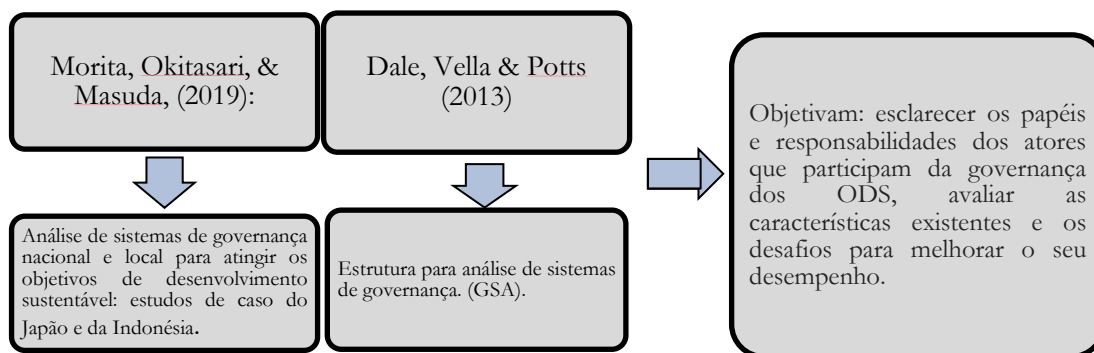 Morita, Okitasari, &
Masuda, (2019):
Dale, Vella & Potts
(2013)
Análise de sistemas de governança
nacional e local para atingir os
objetivos de desenvolvimento
sustentável: estudos de caso do
Japão e da Indonésia.
Estrutura para análise de sistemas
de governança. (GSA).
Objetivam: esclarecer os papéis
e responsabilidades dos atores
que participam da governança
dos ODS, avaliar as
características existentes e os
desafios para melhorar o seu
desempenho.